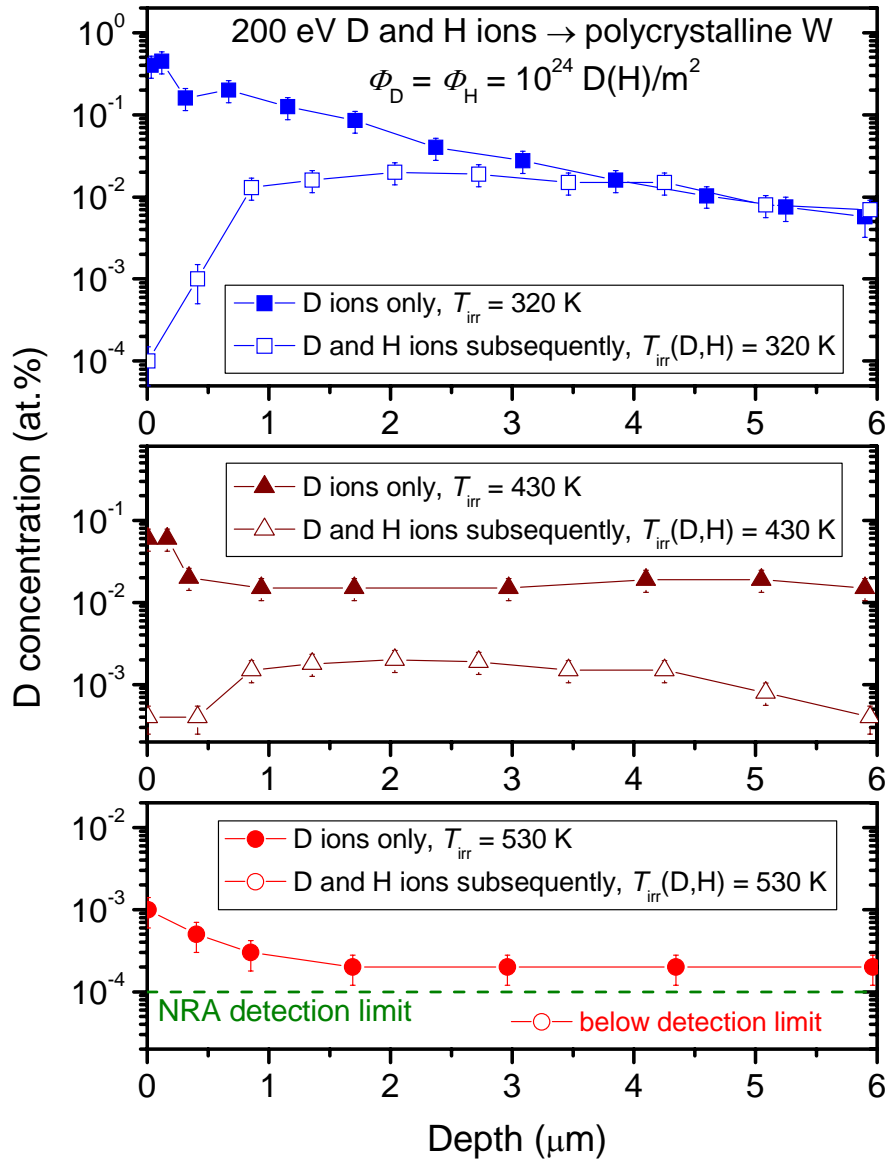 200 eV D and H ions → polycrystalline W
Φ_D = Φ_H = 10^24 D(H)/m^2
10^0
10^-1
10^-2
10^-3
10^-4
D ions only, T_irr = 320 K
D and H ions subsequently, T_irr(D,H) = 320 K
0 1 2 3 4 5 6
D concentration (at.%)
10^-1
10^-2
10^-3
D ions only, T_irr = 430 K
D and H ions subsequently, T_irr(D,H) = 430 K
0 1 2 3 4 5 6
10^-2
10^-3
10^-4
D ions only, T_irr = 530 K
D and H ions subsequently, T_irr(D,H) = 530 K
NRA detection limit
below detection limit
0 1 2 3 4 5 6
Depth (μm)